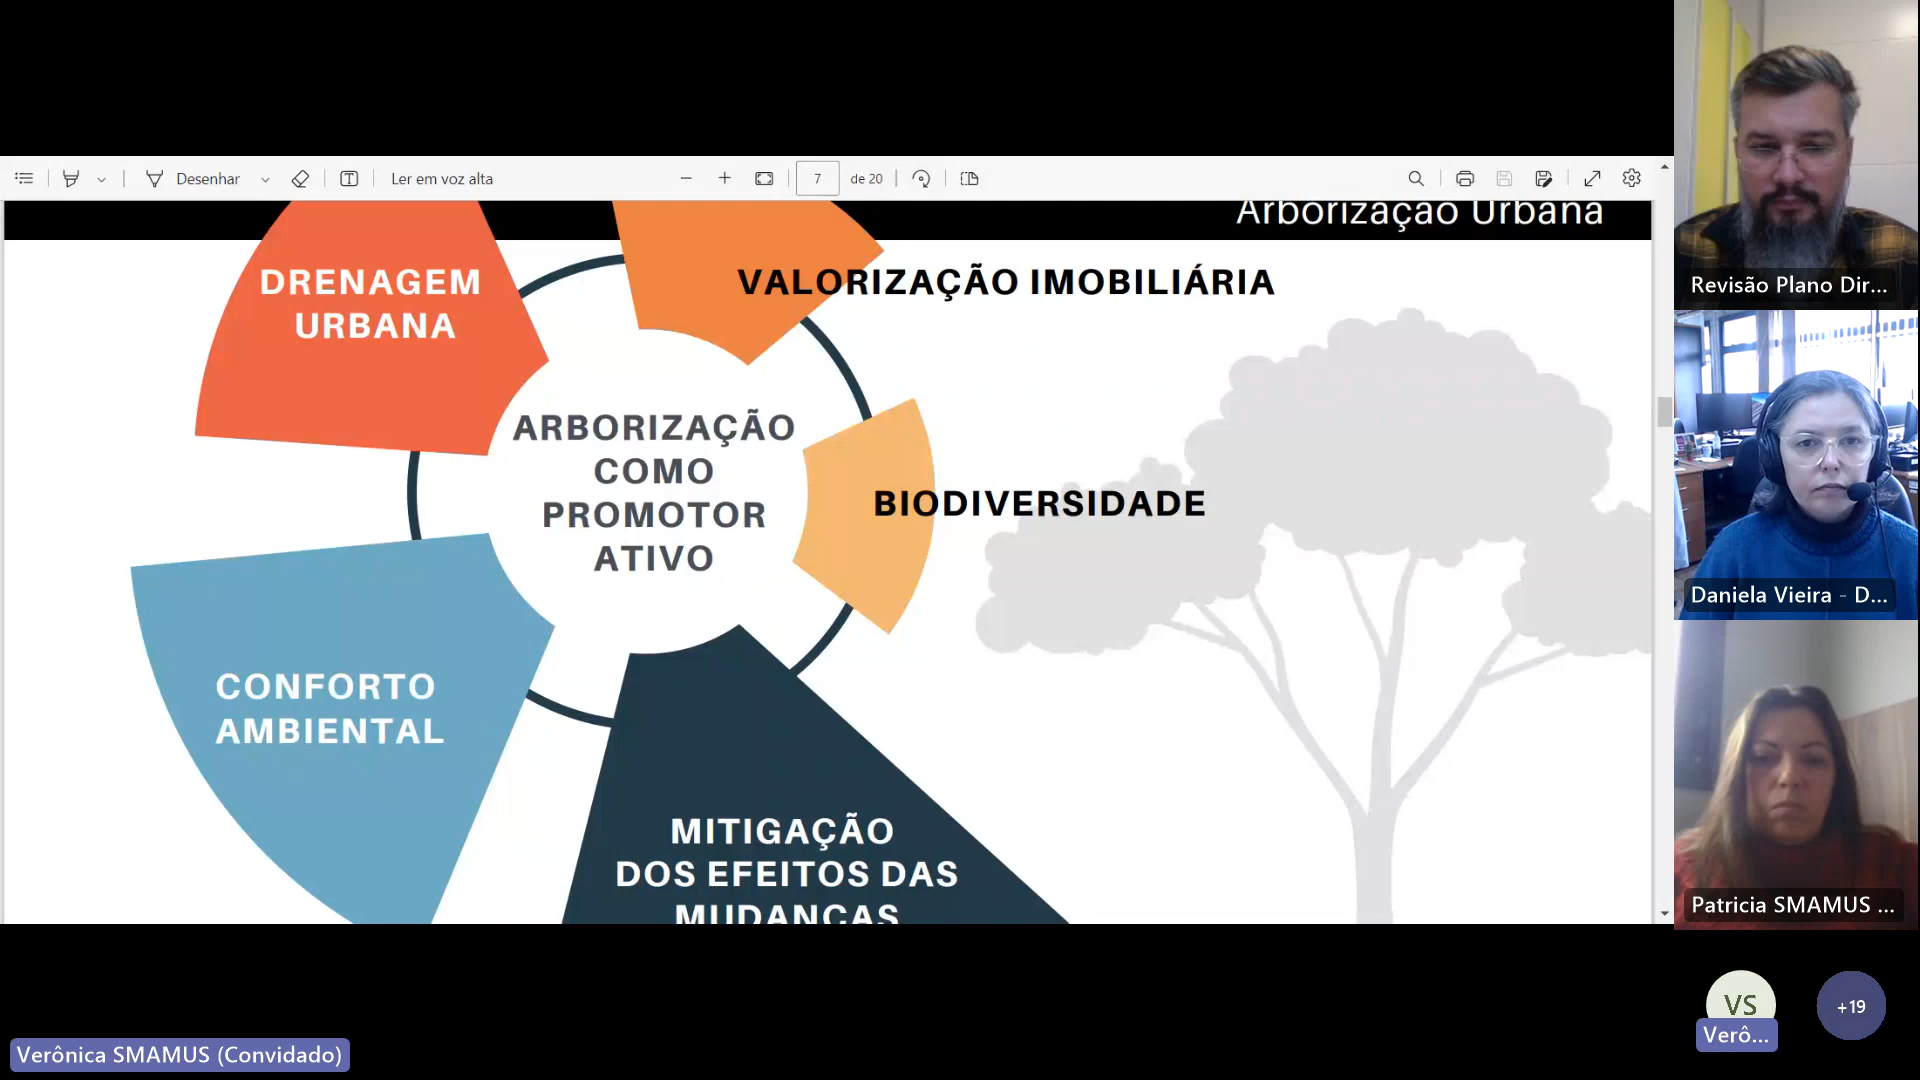 Desenhar
Ler em voz alta
7
de 20
Arborização Urbana
DRENAGEM
URBANA
VALORIZAÇÃO IMOBILIÁRIA
ARBORIZAÇÃO
COMO
PROMOTOR
ATIVO
BIODIVERSIDADE
CONFORTO
AMBIENTAL
MITIGAÇÃO
DOS EFEITOS DAS
MUDANÇAS
Revisão Plano Dir...
Daniela Vieira - D...
Patricia SMAMUS ...
VS
Verô...
+19
Verônica SMAMUS (Convidado)